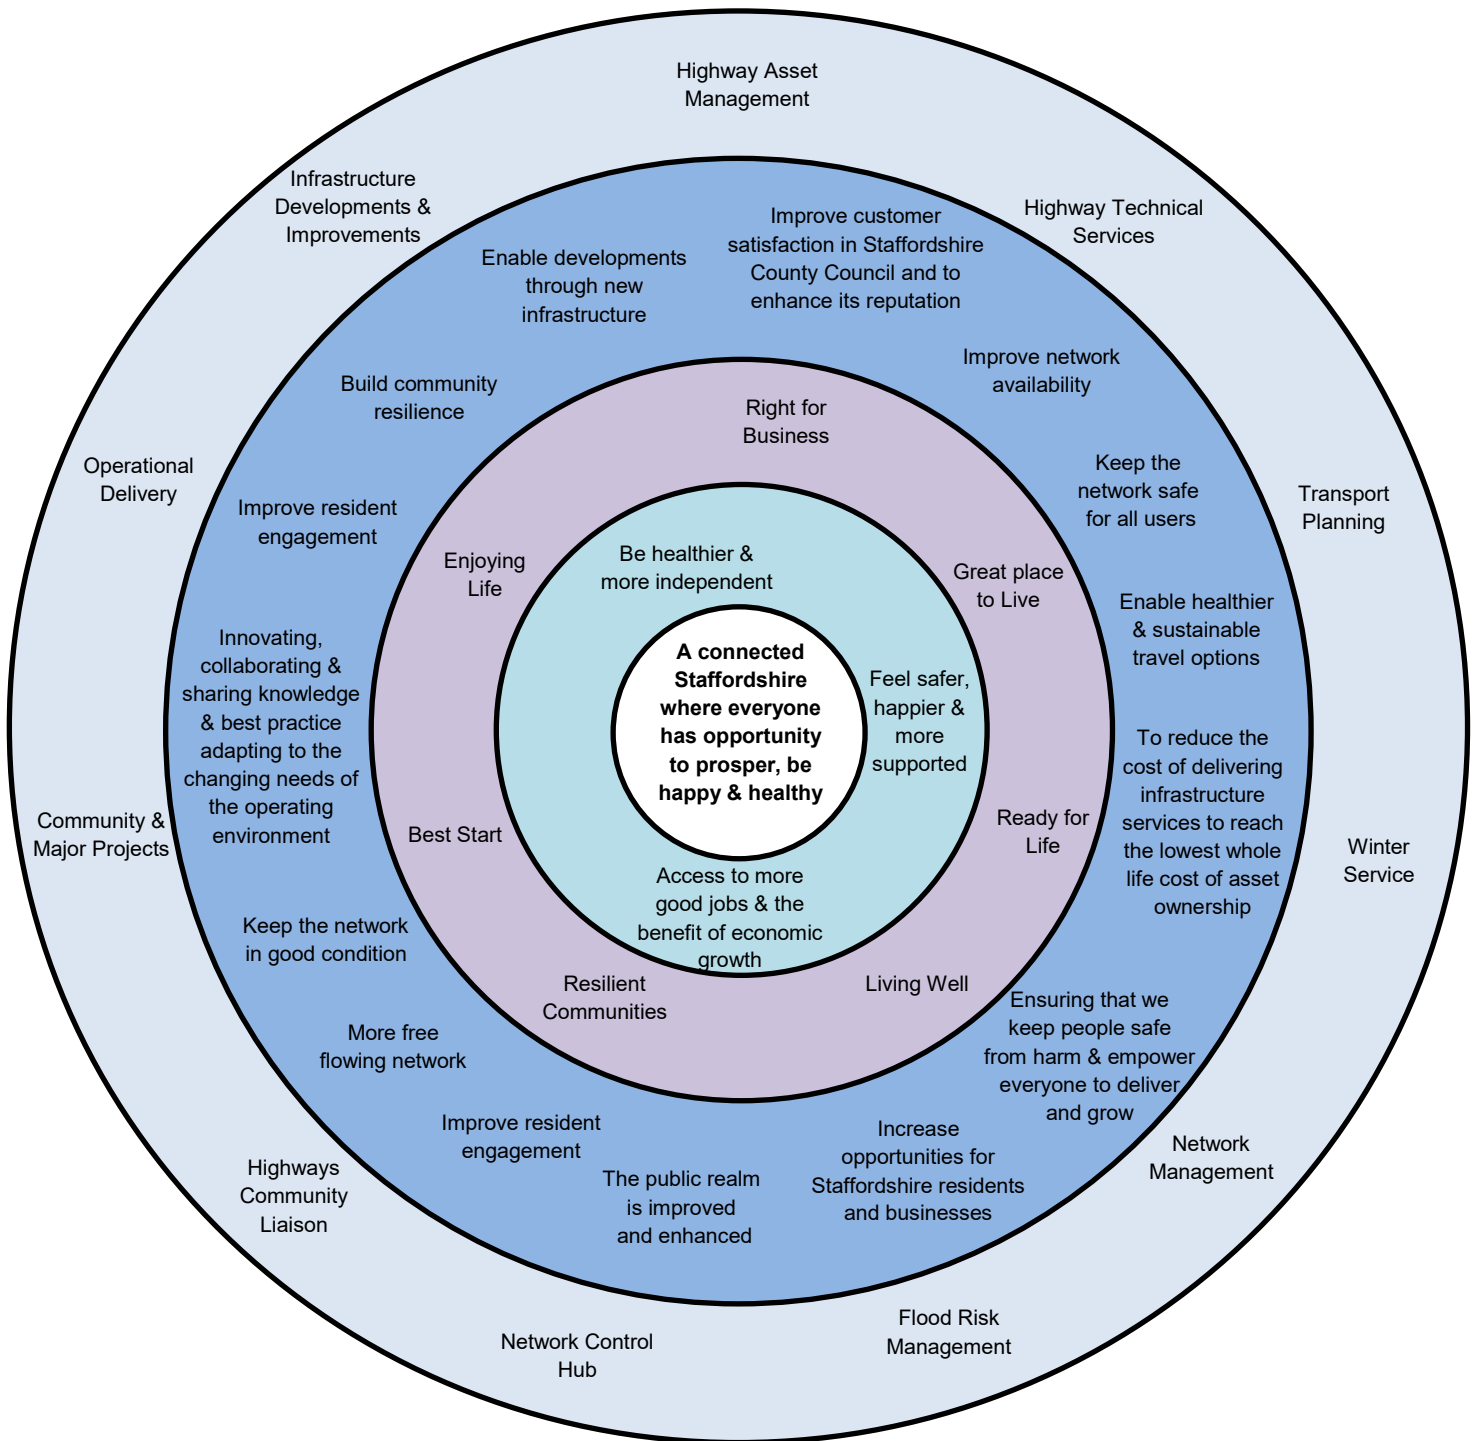 Highway Asset
Management
Highway Technical
Services
Transport
Planning
Winter
Service
Network
Management
Flood Risk
Management
Network Control
Hub
Highways
Community
Liaison
Community &
Major Projects
Operational
Delivery
Infrastructure
Developments &
Improvements
Improve customer
satisfaction in Staffordshire
County Council and to
enhance its reputation
Improve network
availability
Keep the
network safe
for all users
Enable healthier
& sustainable
travel options
To reduce the
cost of delivering
infrastructure
services to reach
the lowest whole
life cost of asset
ownership
Ensuring that we
keep people safe
from harm & empower
everyone to deliver
and grow
Increase
opportunities for
Staffordshire residents
and businesses
The public realm
is improved
and enhanced
Improve resident
engagement
More free
flowing network
Keep the network
in good condition
Innovating,
collaborating &
sharing knowledge
& best practice
adapting to the
changing needs of
the operating
environment
Improve resident
engagement
Build community
resilience
Enable developments
through new
infrastructure
Right for
Business
Great place
to Live
Ready for
Life
Living Well
Resilient
Communities
Best Start
Enjoying
Life
Be healthier &
more independent
Feel safer,
happier &
more
supported
Access to more
good jobs & the
benefit of economic
growth
A connected
Staffordshire
where everyone
has opportunity
to prosper, be
happy & healthy